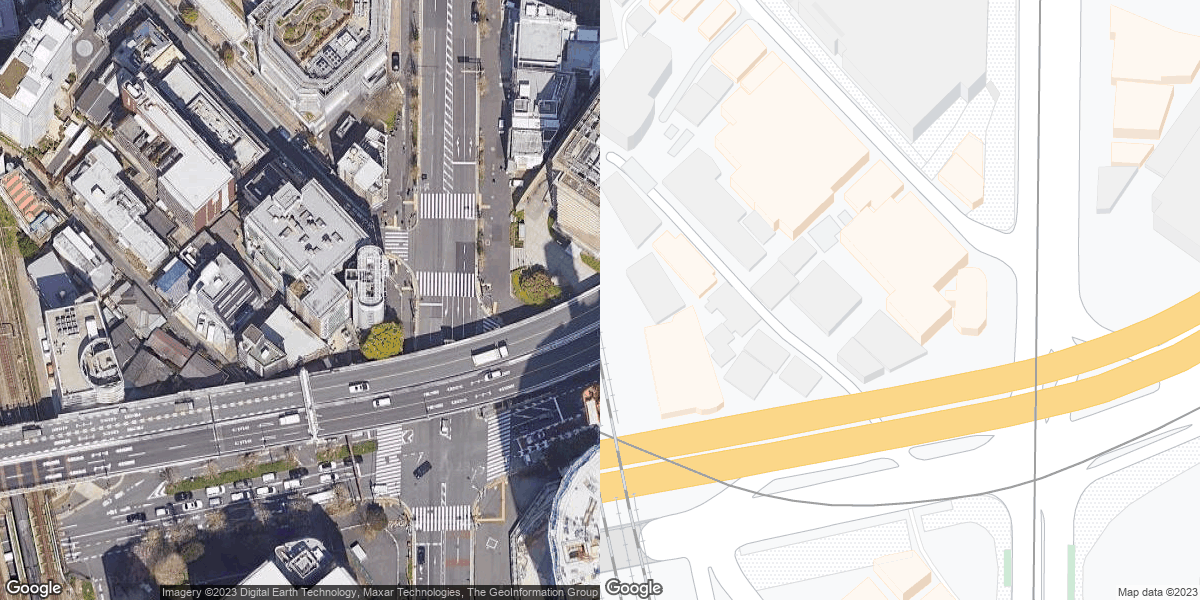 Google
Imagery ©2023 Digital Earth Technology, Maxar Technologies, The GeoInformation Group
Google
Map data ©2023